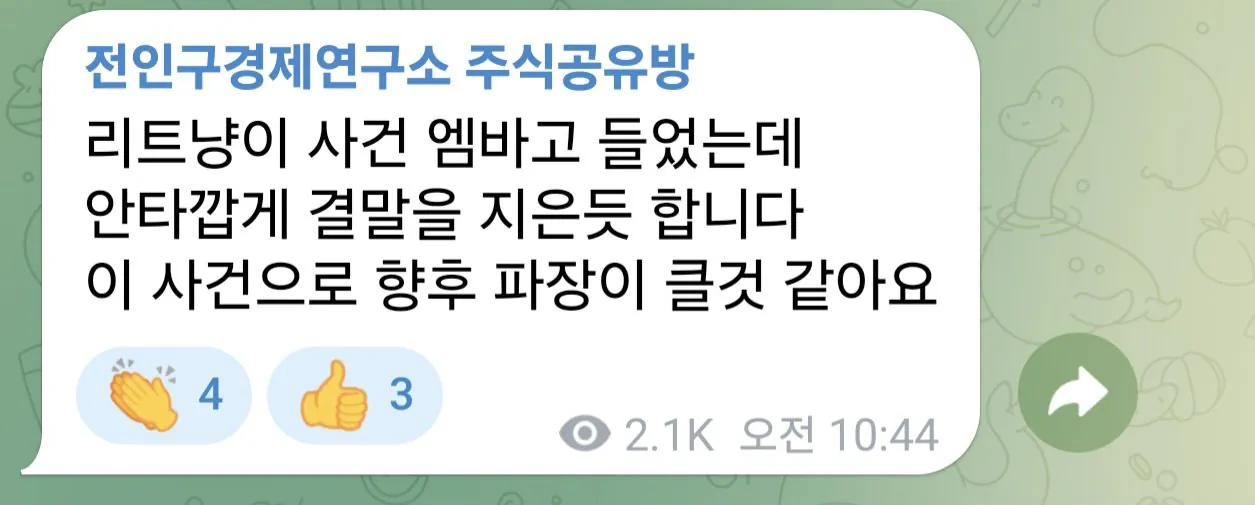 전인구경제연구소 주식공유방
리트냥이 사건 엠바고 들었는데
안타깝게 결말을 지은듯 합니다
이 사건으로 향후 파장이 클것 같아요
4 3
2.1K 오전 10:44